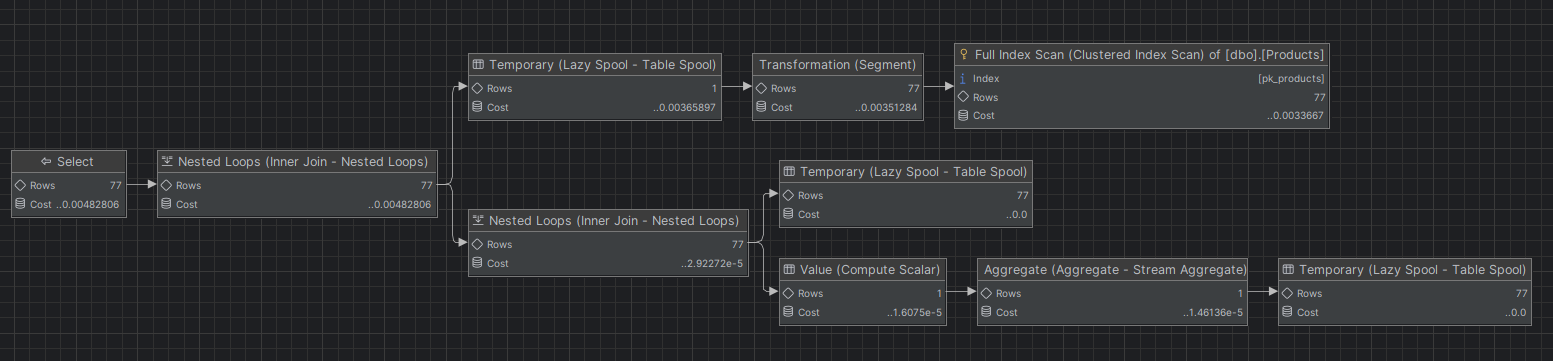 Select
Rows 77
Cost ..0.00482806
Nested Loops (Inner Join - Nested Loops)
Rows 77
Cost ..0.00482806
Temporary (Lazy Spool - Table Spool)
Rows 1
Cost ..0.00365897
Transformation (Segment)
Rows 77
Cost ..0.00351284
Full Index Scan (Clustered Index Scan) of [dbo].[Products]
Index [pk_products]
Rows 77
Cost ..0.0033667
Nested Loops (Inner Join - Nested Loops)
Rows 77
Cost ..2.92272e-5
Temporary (Lazy Spool - Table Spool)
Rows 77
Cost ..0.0
Value (Compute Scalar)
Rows 1
Cost ..1.6075e-5
Aggregate (Aggregate - Stream Aggregate)
Rows 1
Cost ..1.46136e-5
Temporary (Lazy Spool - Table Spool)
Rows 77
Cost ..0.0